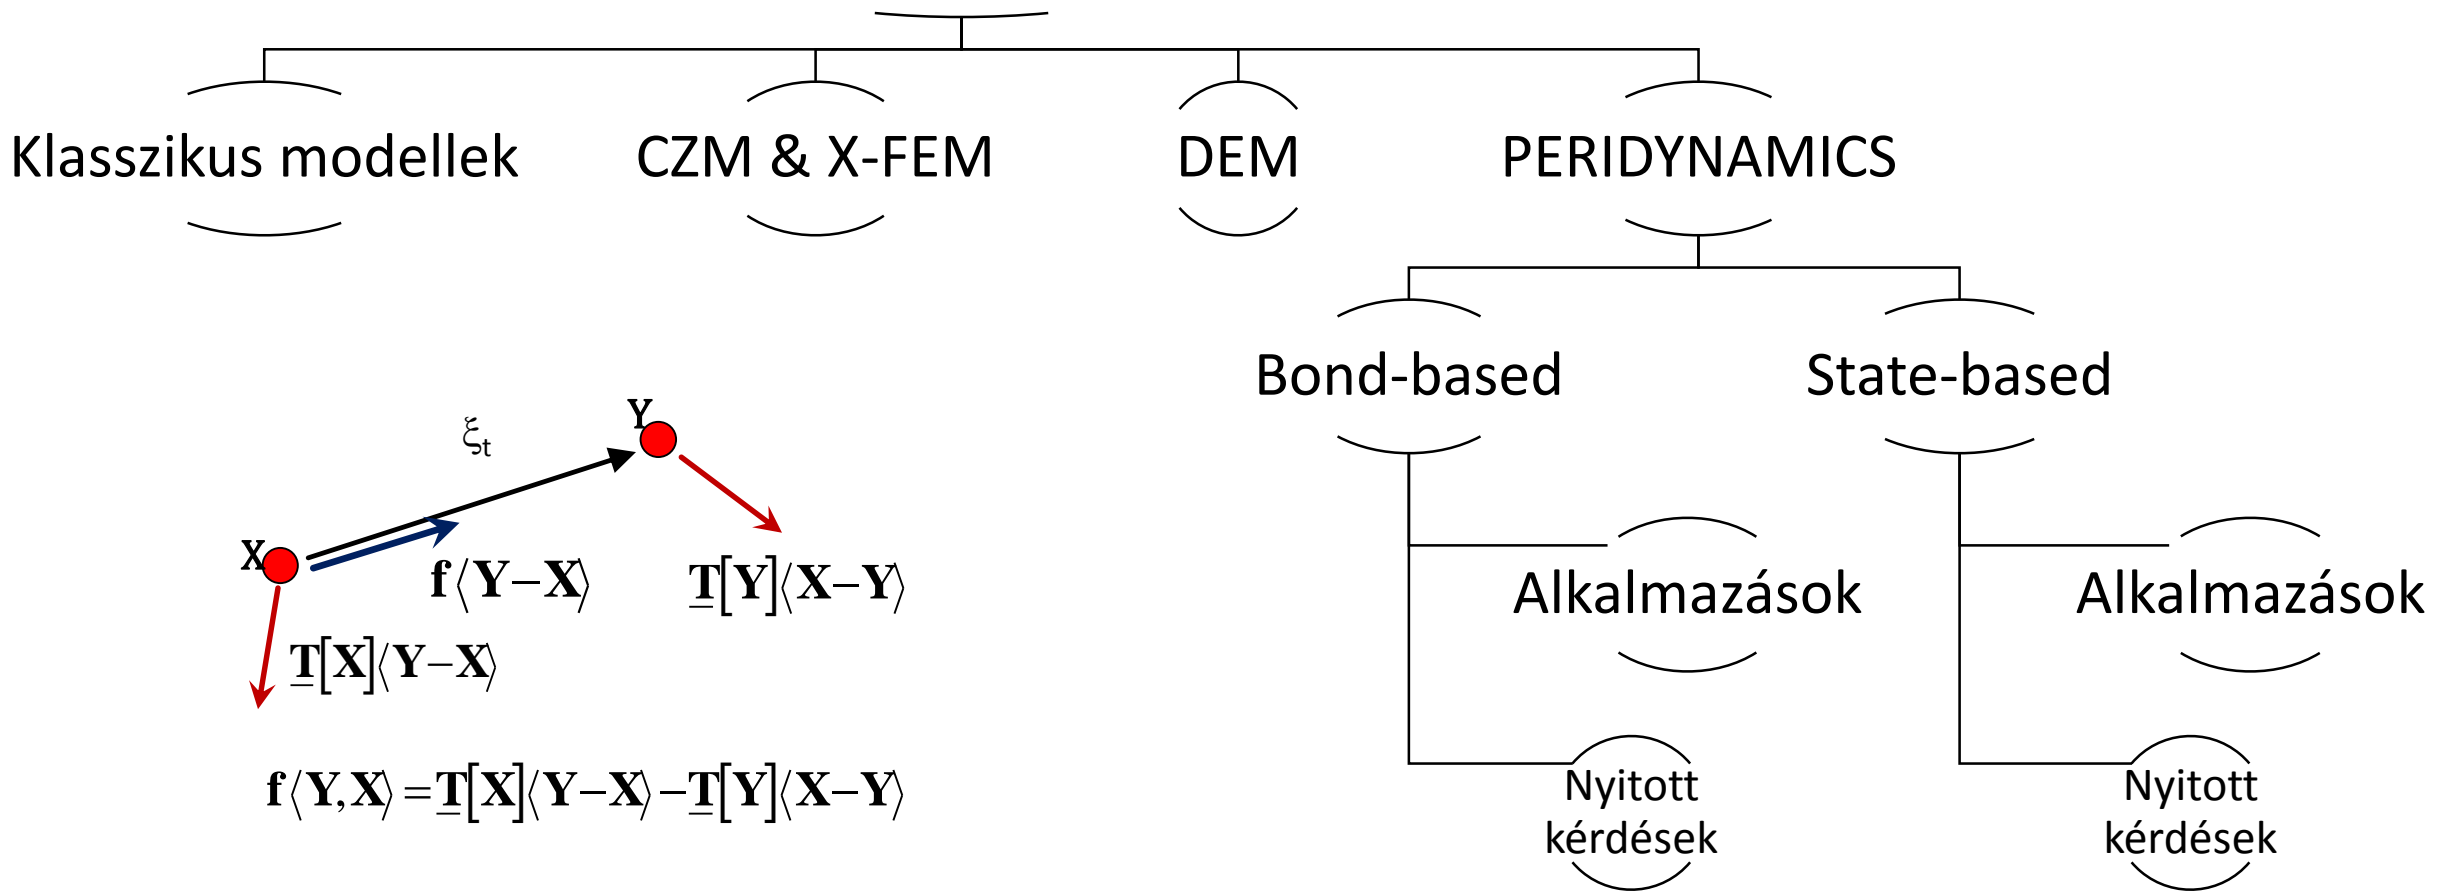 Klasszikus modellek
CZM & X-FEM
DEM
PERIDYNAMICS
Bond-based
State-based
Alkalmazások
Alkalmazások
Nyitott
kérdések
Nyitott
kérdések
Y
ξt
X
f⟨Y−X⟩
T[Y]⟨X−Y⟩
T[X]⟨Y−X⟩
f⟨Y,X⟩=T[X]⟨Y−X⟩−T[Y]⟨X−Y⟩